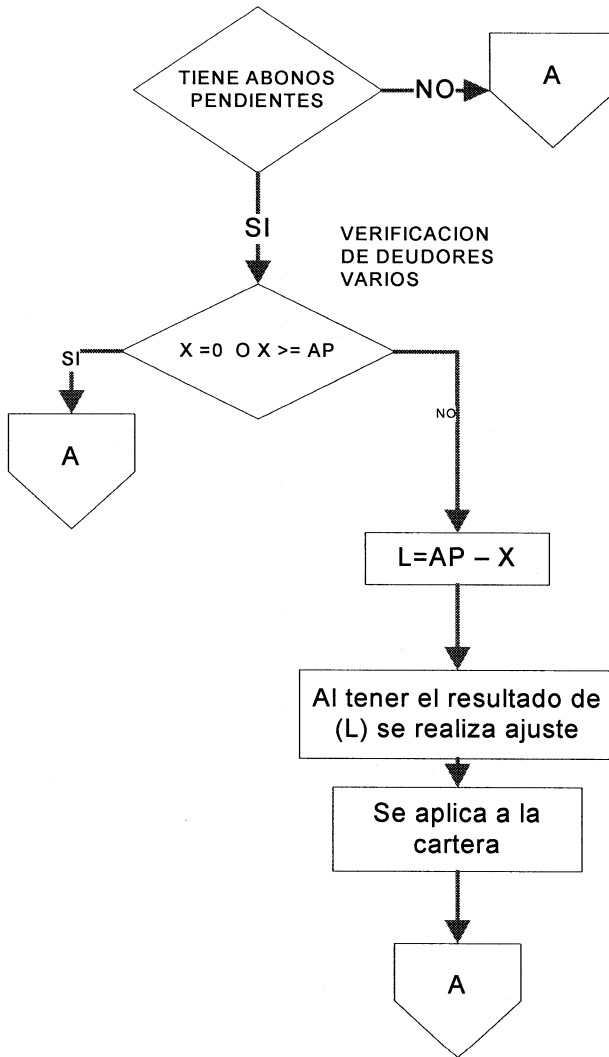 TIENE ABONOS
PENDIENTES
NO
A
SI
VERIFICACION
DE DEUDORES
VARIOS
X =0 O X >= AP
SI
A
NO
L=AP – X
Al tener el resultado de
(L) se realiza ajuste
Se aplica a la
cartera
A